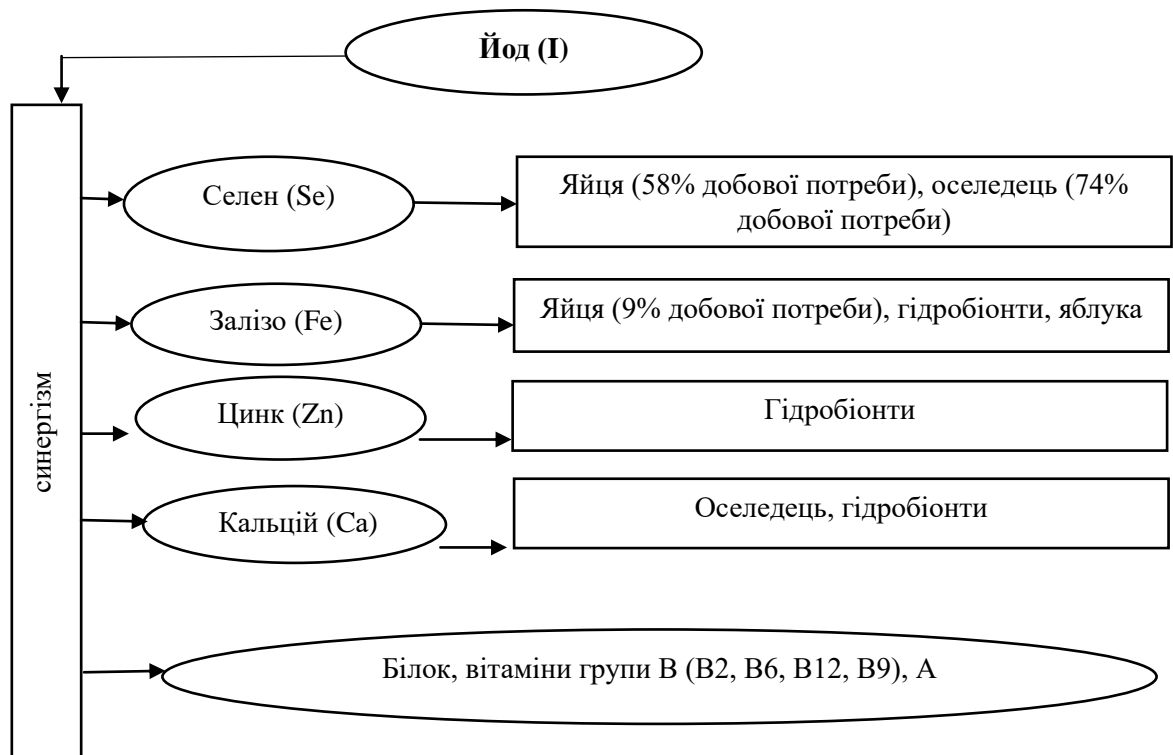 Йод (I)
синергізм
Селен (Se)
Яйця (58% добової потреби), оселедець (74%
добової потреби)
Залізо (Fe)
Яйця (9% добової потреби), гідробіонти, яблука
Цинк (Zn)
Гідробіонти
Кальцій (Ca)
Оселедець, гідробіонти
Білок, вітаміни групи В (В2, В6, В12, В9), А